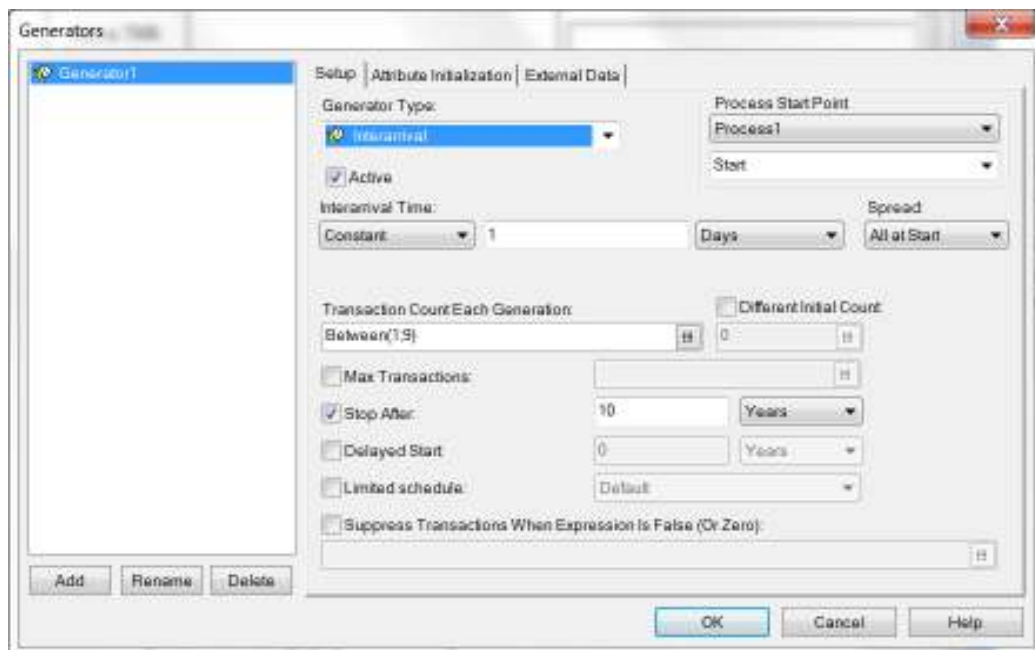 Generators
Generator1
Setup Attribute Initialization External Data
Generator Type:
Interarrival
Process Start Point
Process1
Start
Active
Interarrival Time:
Spread
Constant 1 Days All at Start
Transaction Count Each Generation:
Different Initial Count:
Between(1;9)
0
Max Transactions:
Stop After: 10 Years
Delayed Start 0 Years
Limited schedule: Default
Suppress Transactions When Expression Is False (Or Zero):
Add Rename Delete
OK Cancel Help